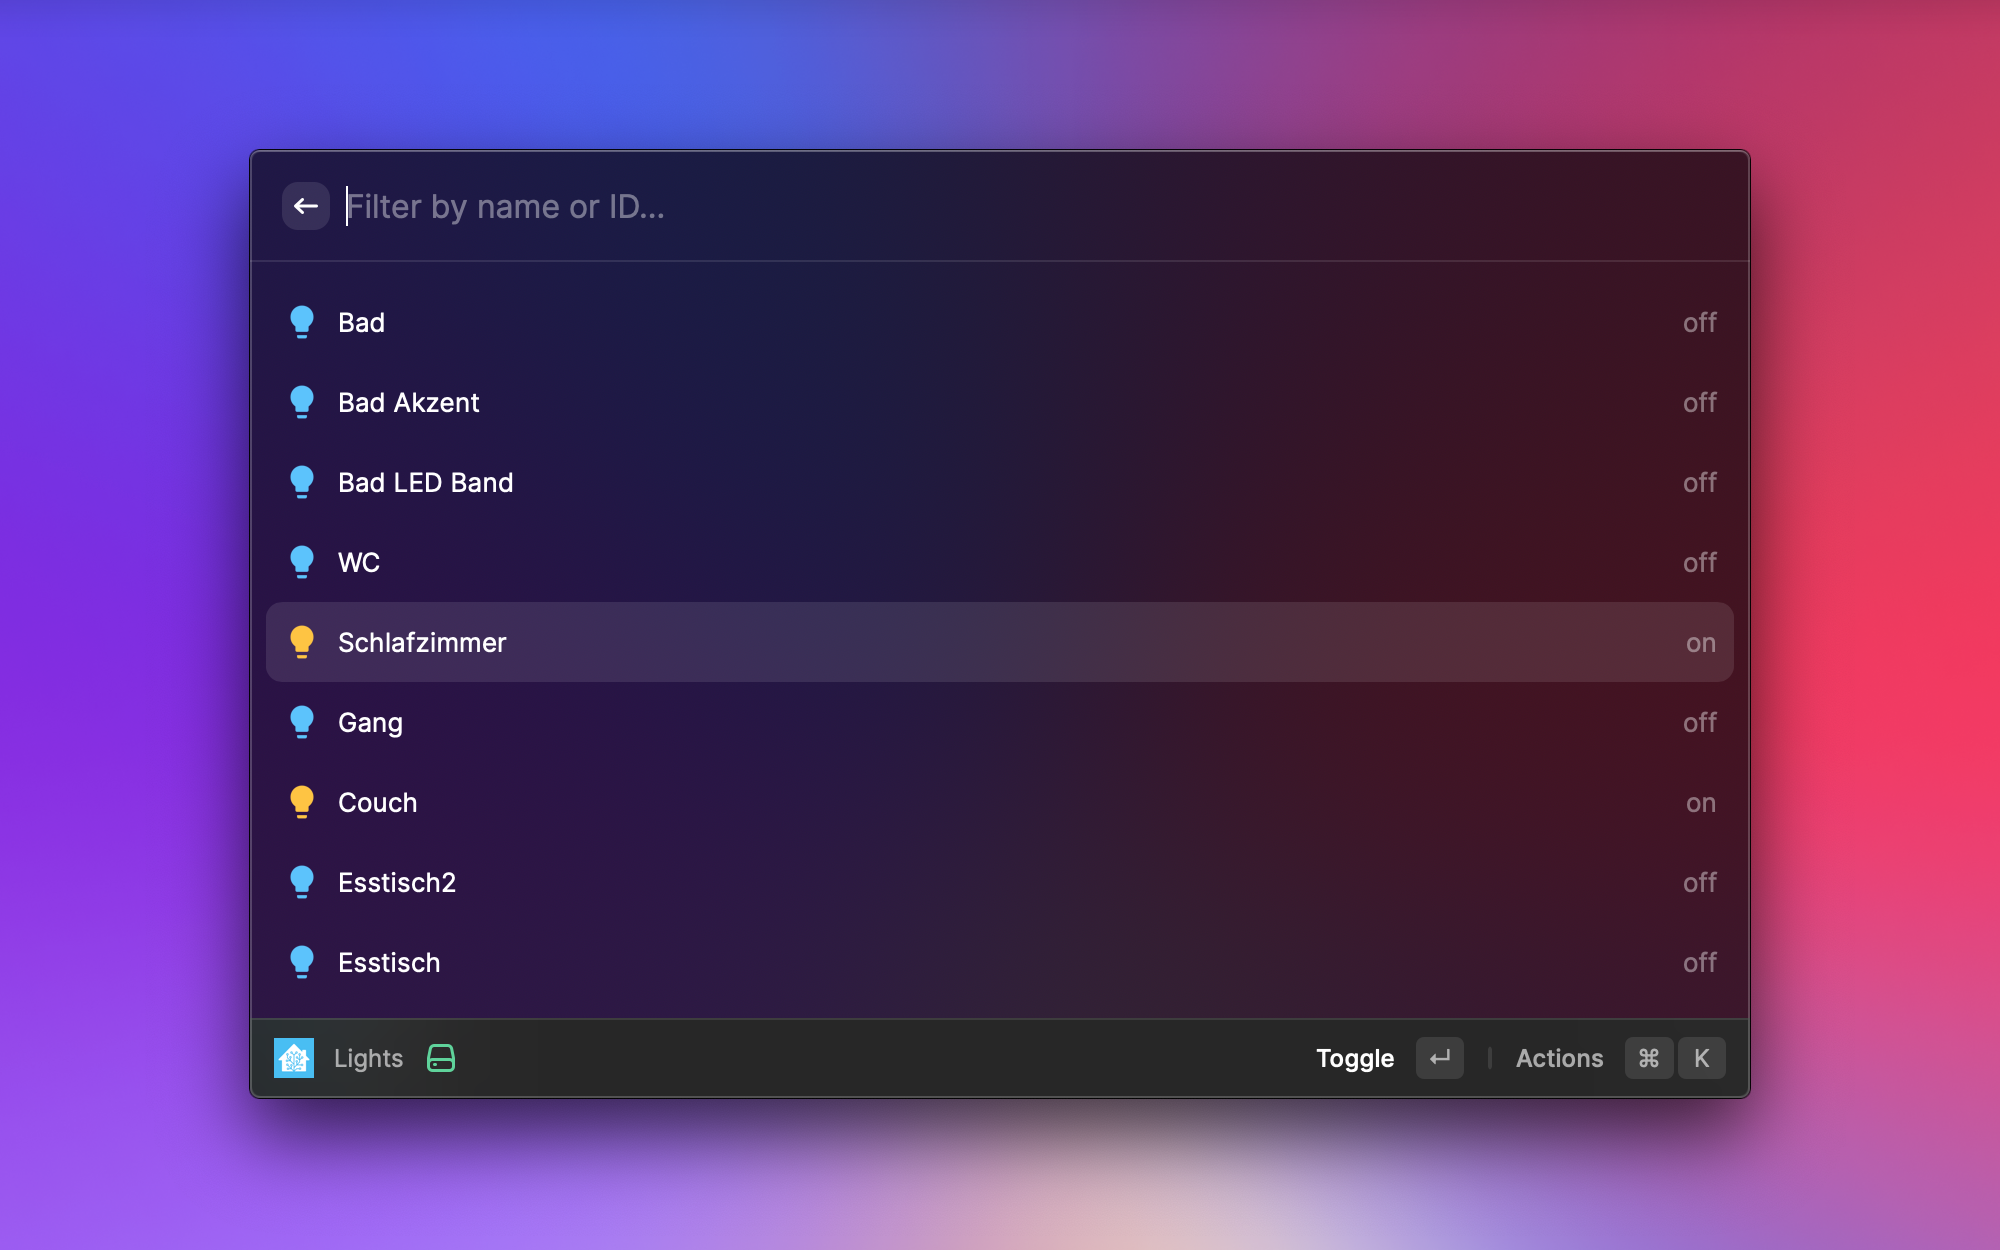 Filter by name or ID...
Bad off
Bad Akzent off
Bad LED Band off
WC off
Schlafzimmer on
Gang off
Couch on
Esstisch2 off
Esstisch off
Lights Toggle ↵ Actions ⌘ K